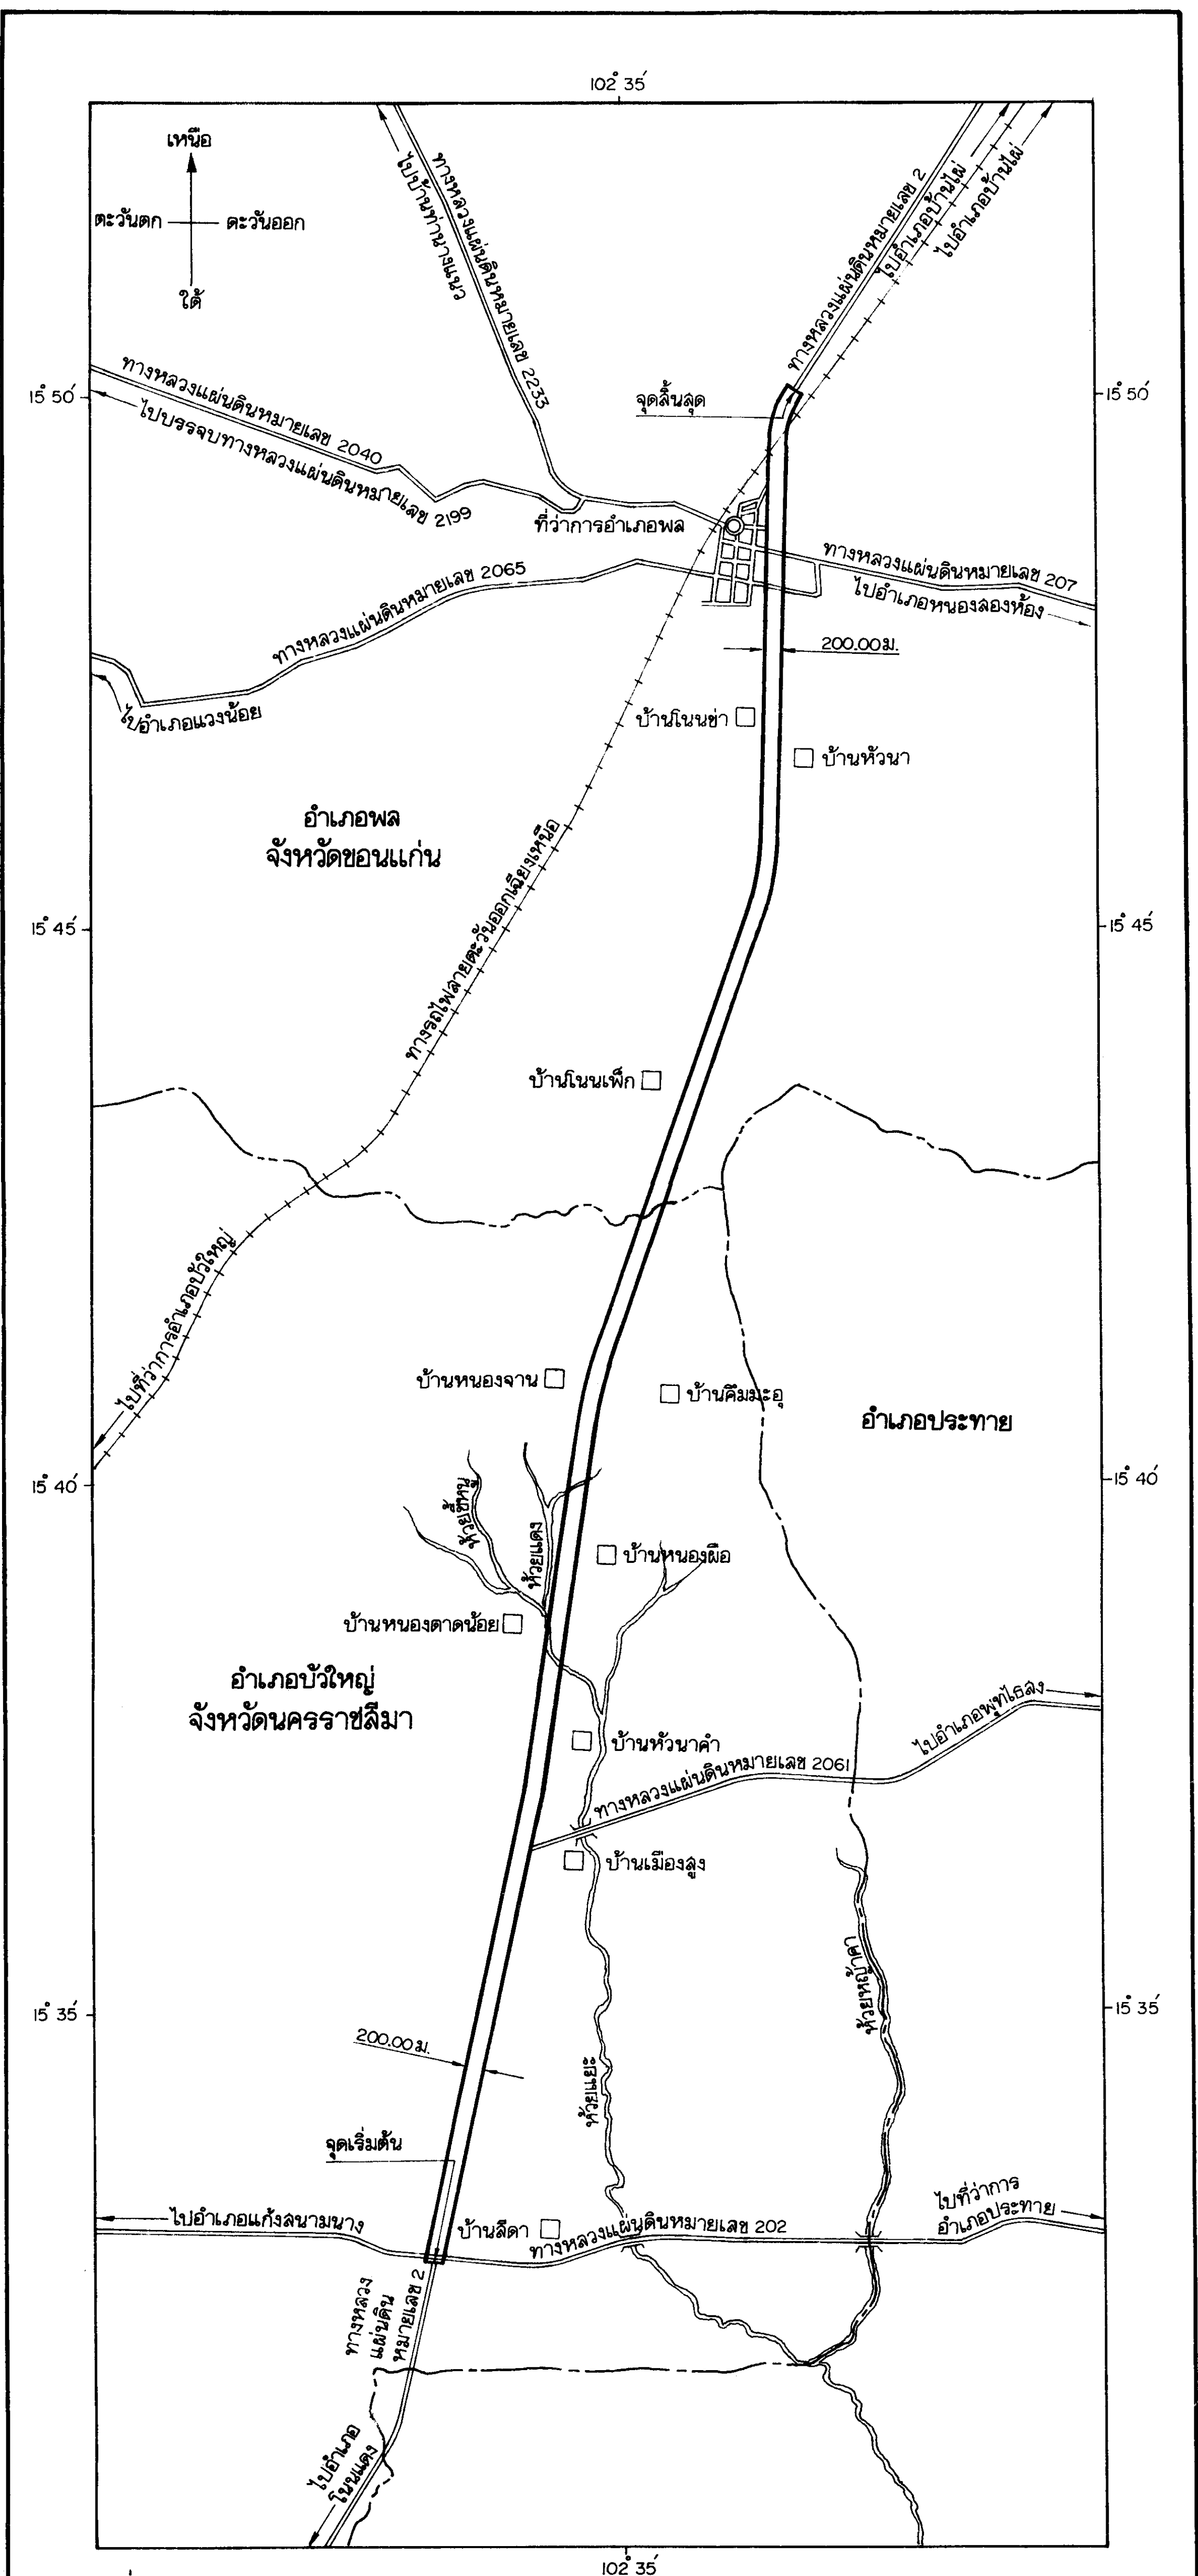 102° 35′
เหนือ
ตะวันตก
ตะวันออก
ใต้
ทางหลวงแผ่นดินหมายเลข 2233
ไปบ้านท่านางแนว
ทางหลวงแผ่นดินหมายเลข 2
ไปอำเภอบ้านไผ่
ไปอำเภอบ้านไผ่
15° 50′
15° 50′
ทางหลวงแผ่นดินหมายเลข 2040
ไปบรรจบทางหลวงแผ่นดินหมายเลข 2199
จุดสิ้นสุด
ที่ว่าการอำเภอพล
ทางหลวงแผ่นดินหมายเลข 207
ไปอำเภอหนองสองห้อง
ทางหลวงแผ่นดินหมายเลข 2065
ไปอำเภอแวงน้อย
200.00 ม.
บ้านโนนข่า
บ้านหัวนา
อำเภอพล
จังหวัดขอนแก่น
ทางรถไฟสายตะวันออกเฉียงเหนือ
15° 45′
15° 45′
บ้านโนนเพ็ก
ไปที่ว่าการอำเภอบัวใหญ่
บ้านหนองจาน
บ้านคึมมะอุ
อำเภอประทาย
15° 40′
15° 40′
ห้วยขี้หนู
ห้วยแดง
บ้านหนองผือ
บ้านหนองตาดน้อย
อำเภอบัวใหญ่
จังหวัดนครราชสีมา
ไปอำเภอพุทไธสง
บ้านหัวนาคำ
ทางหลวงแผ่นดินหมายเลข 2061
บ้านเมืองสูง
ห้วยหญ้าคา
15° 35′
15° 35′
200.00 ม.
ห้วยแยะ
จุดเริ่มต้น
ไปอำเภอแก้งสนามนาง
บ้านสีดา
ทางหลวงแผ่นดินหมายเลข 202
ไปที่ว่าการ
อำเภอประทาย
ทางหลวง
แผ่นดิน
หมายเลข 2
ไปอำเภอ
โนนแดง
102° 35′